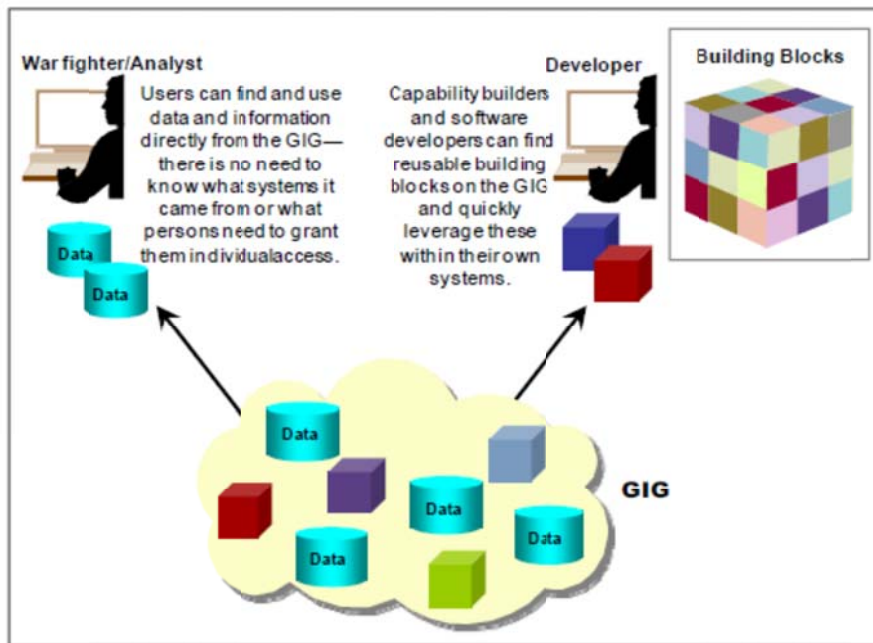 War fighter/Analyst
Users can find and use
data and information
directly from the GIG—
there is no need to
know what systems it
came from or what
persons need to grant
them individual access.
Data
Data
Developer
Capability builders
and software
developers can find
reusable building
blocks on the GIG
and quickly
leverage these
within their own
systems.
Building Blocks
Data
Data
Data
Data
GIG